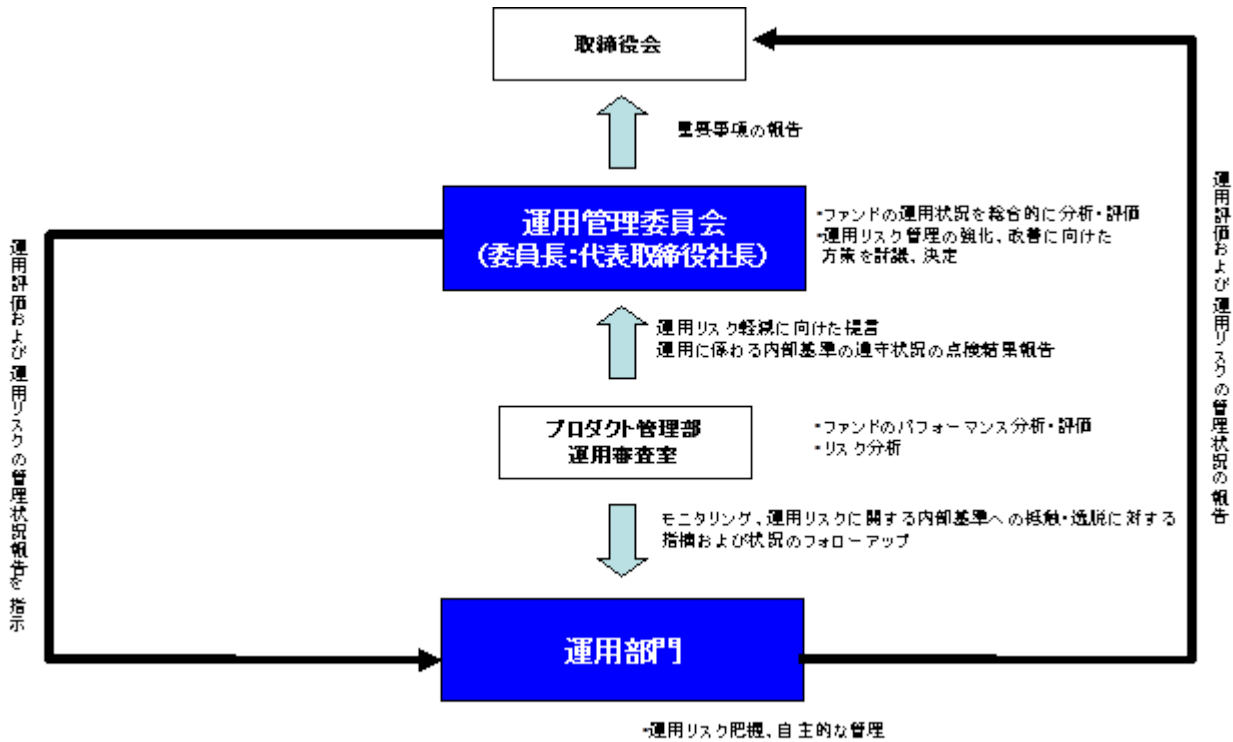 取締役会
重要事項の報告
運用管理委員会
(委員長:代表取締役社長)
・ファンドの運用状況を総合的に分析・評価
・運用リスク管理の強化、改善に向けた
方策を討議、決定
運用リスク軽減に向けた提言
運用に係わる内部基準の遵守状況の点検結果報告
プロダクト管理部
運用審査室
・ファンドのパフォーマンス分析・評価
・リスク分析
モニタリング、運用リスクに関する内部基準への抵触・逸脱に対する
指摘および状況のフォローアップ
運用部門
・運用リスク把握、自主的な管理
運用評価および運用リスクの管理状況報告を指示
運用評価および運用リスクの管理状況の報告